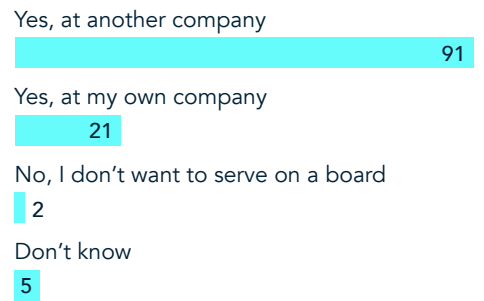 Yes, at another company
91
Yes, at my own company
21
No, I don’t want to serve on a board
2
Don’t know
5